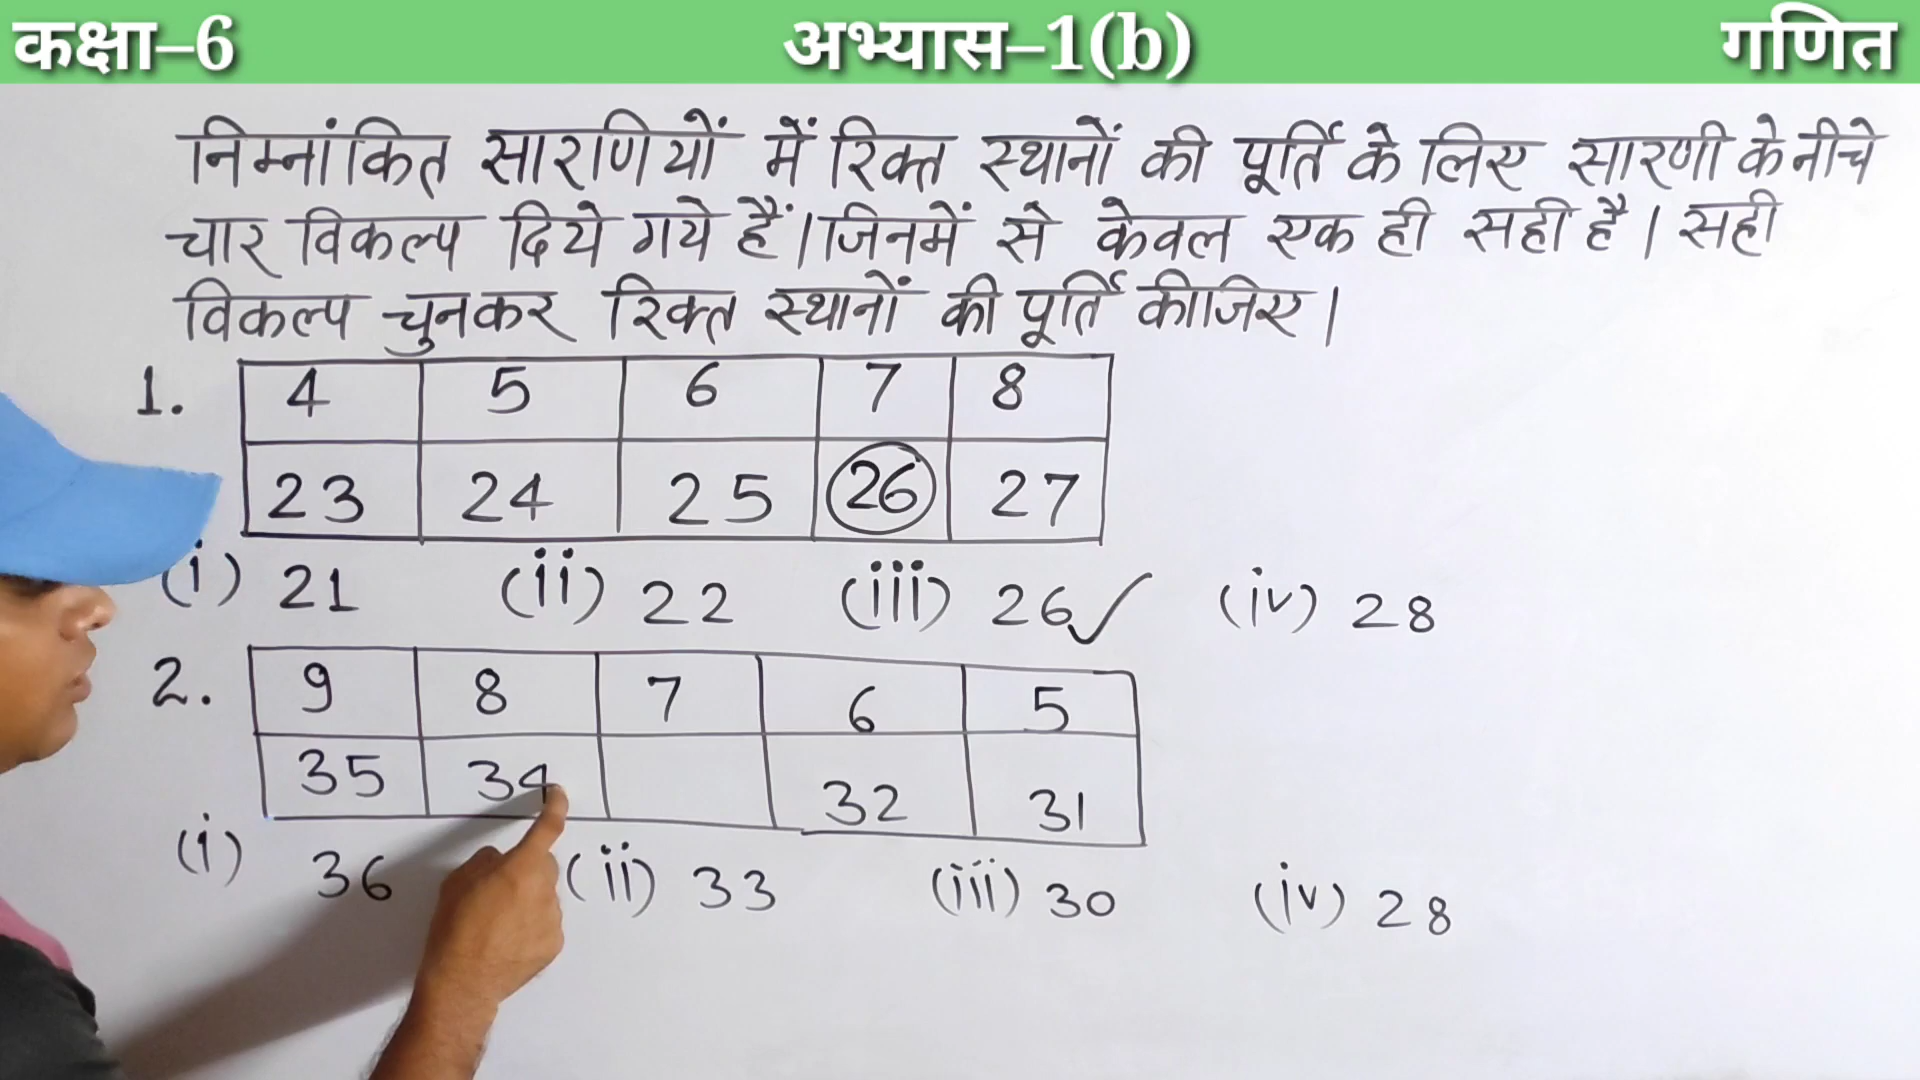 कक्षा–6 अभ्यास–1(b) गणित
निम्नांकित सारणियों में रिक्त स्थानों की पूर्ति के लिए सारणी के नीचे
चार विकल्प दिये गये हैं। जिनमें से केवल एक ही सही है। सही
विकल्प चुनकर रिक्त स्थानों की पूर्ति कीजिए।
1. 4 5 6 7 8
23 24 25 26 27
(i) 21 (ii) 22 (iii) 26 ✓ (iv) 28
2. 9 8 7 6 5
35 34 32 31
(i) 36 (ii) 33 (iii) 30 (iv) 28